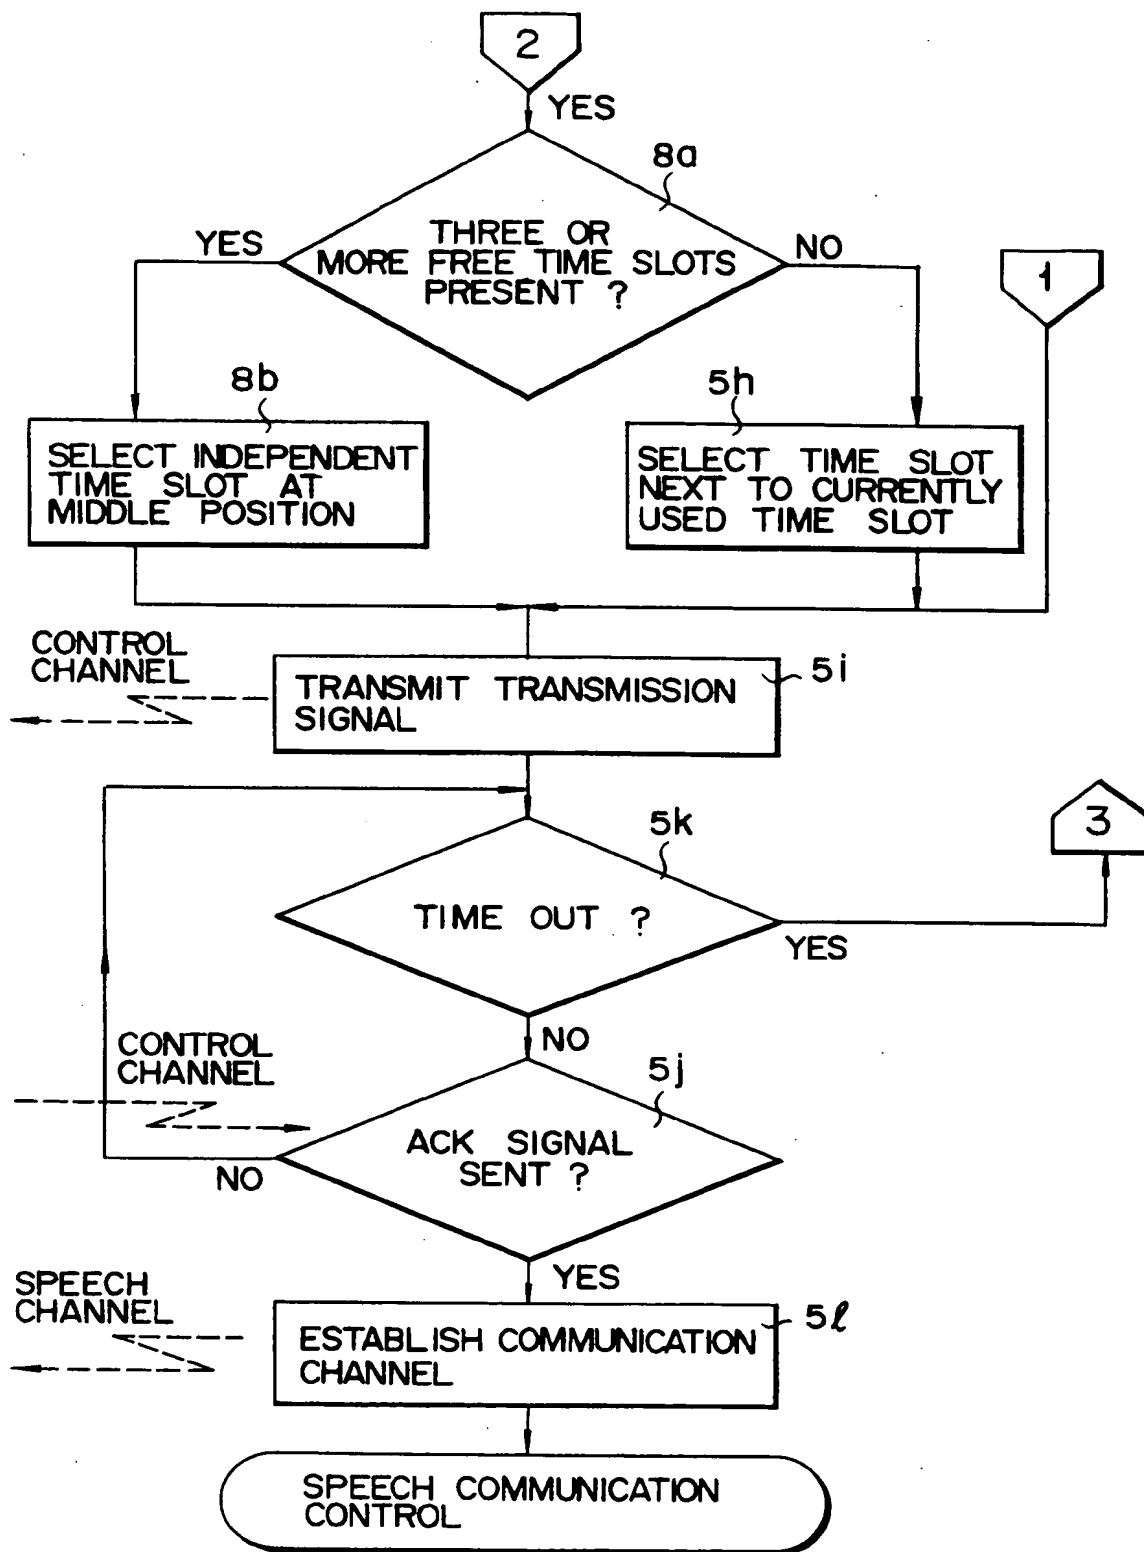 2
YES
8a
THREE OR
MORE FREE TIME SLOTS
PRESENT ?
YES
NO
1
8b
SELECT INDEPENDENT
TIME SLOT AT
MIDDLE POSITION
5h
SELECT TIME SLOT
NEXT TO CURRENTLY
USED TIME SLOT
CONTROL
CHANNEL
5i
TRANSMIT TRANSMISSION
SIGNAL
5k
TIME OUT ?
YES
3
NO
CONTROL
CHANNEL
5j
ACK SIGNAL
SENT ?
NO
YES
SPEECH
CHANNEL
5ℓ
ESTABLISH COMMUNICATION
CHANNEL
SPEECH COMMUNICATION
CONTROL